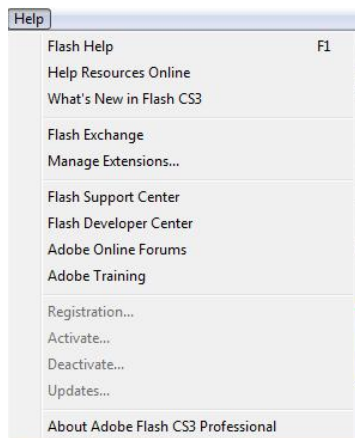 Help
Flash Help F1
Help Resources Online
What's New in Flash CS3
Flash Exchange
Manage Extensions...
Flash Support Center
Flash Developer Center
Adobe Online Forums
Adobe Training
Registration...
Activate...
Deactivate...
Updates...
About Adobe Flash CS3 Professional